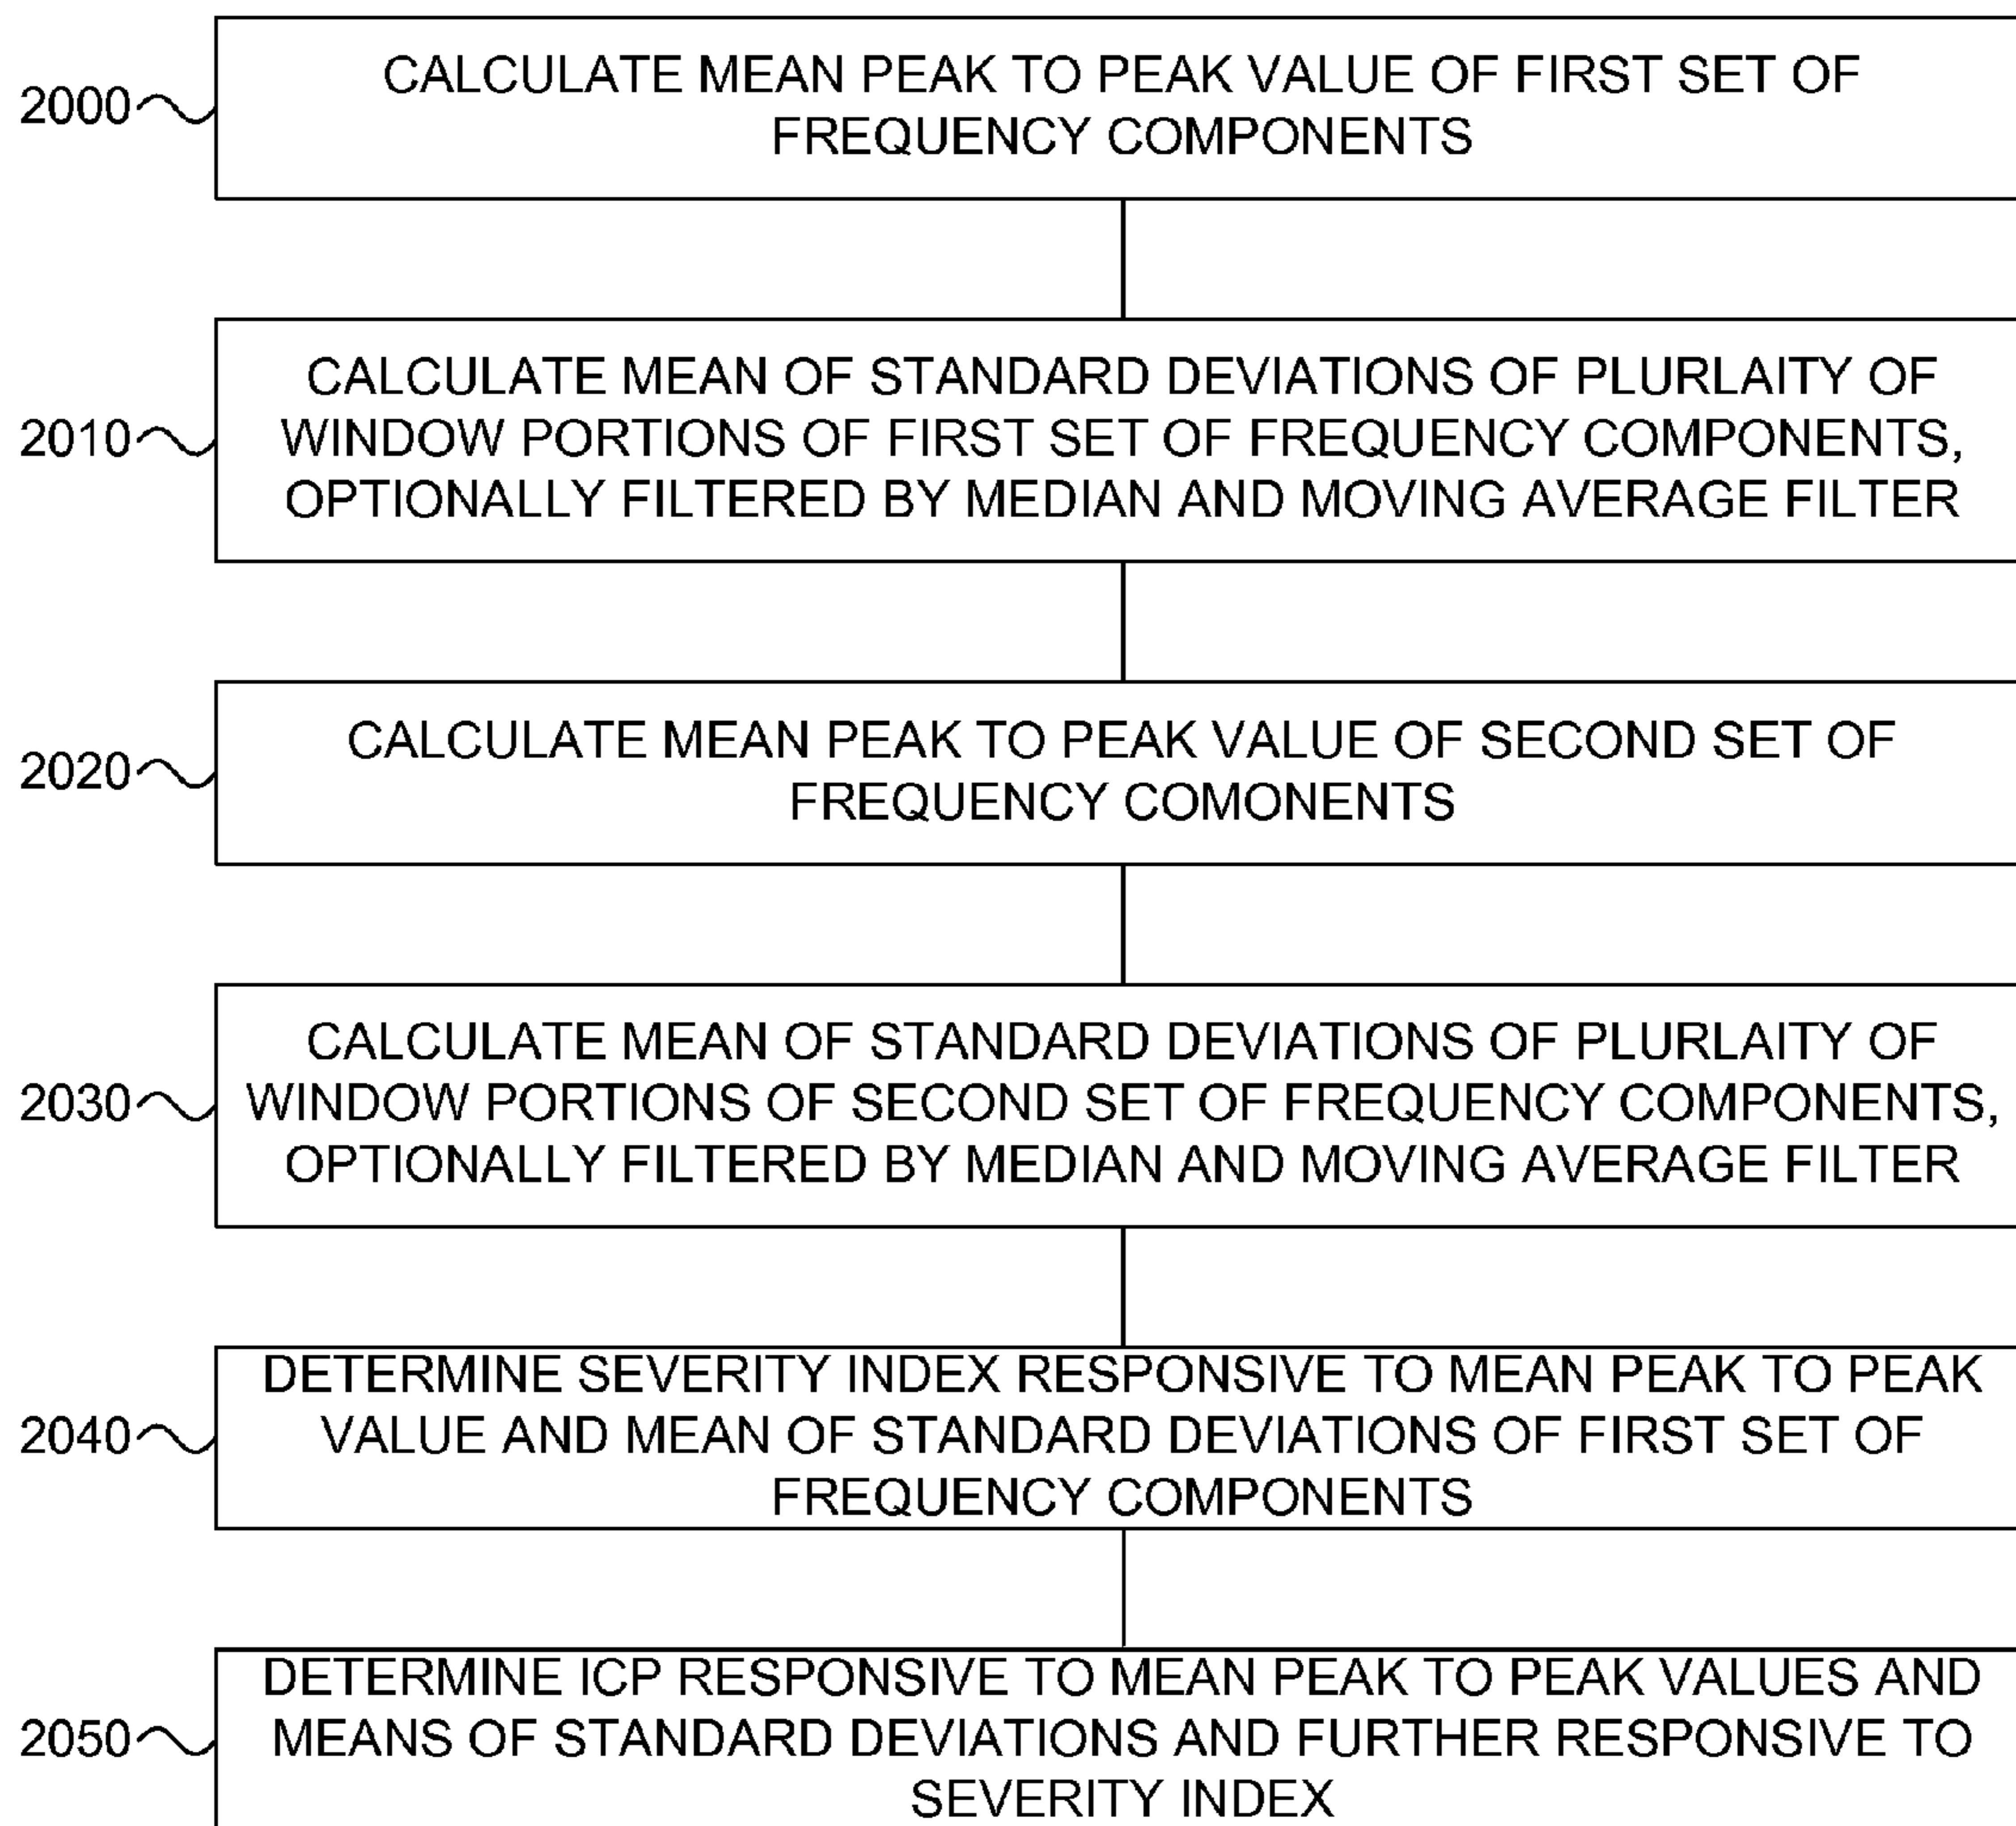 CALCULATE MEAN PEAK TO PEAK VALUE OF FIRST SET OF
2000
FREQUENCY COMPONENTS
CALCULATE MEAN OF STANDARD DEVIATIONS OF PLURLAITY OF
2010
WINDOW PORTIONS OF FIRST SET OF FREQUENCY COMPONENTS,
OPTIONALLY FILTERED BY MEDIAN AND MOVING AVERAGE FILTER
CALCULATE MEAN PEAK TO PEAK VALUE OF SECOND SET OF
2020
FREQUENCY COMONENTS
CALCULATE MEAN OF STANDARD DEVIATIONS OF PLURLAITY OF
2030
WINDOW PORTIONS OF SECOND SET OF FREQUENCY COMPONENTS,
OPTIONALLY FILTERED BY MEDIAN AND MOVING AVERAGE FILTER
DETERMINE SEVERITY INDEX RESPONSIVE TO MEAN PEAK TO PEAK
2040
VALUE AND MEAN OF STANDARD DEVIATIONS OF FIRST SET OF
FREQUENCY COMPONENTS
DETERMINE ICP RESPONSIVE TO MEAN PEAK TO PEAK VALUES AND
2050
MEANS OF STANDARD DEVIATIONS AND FURTHER RESPONSIVE TO
SEVERITY INDEX